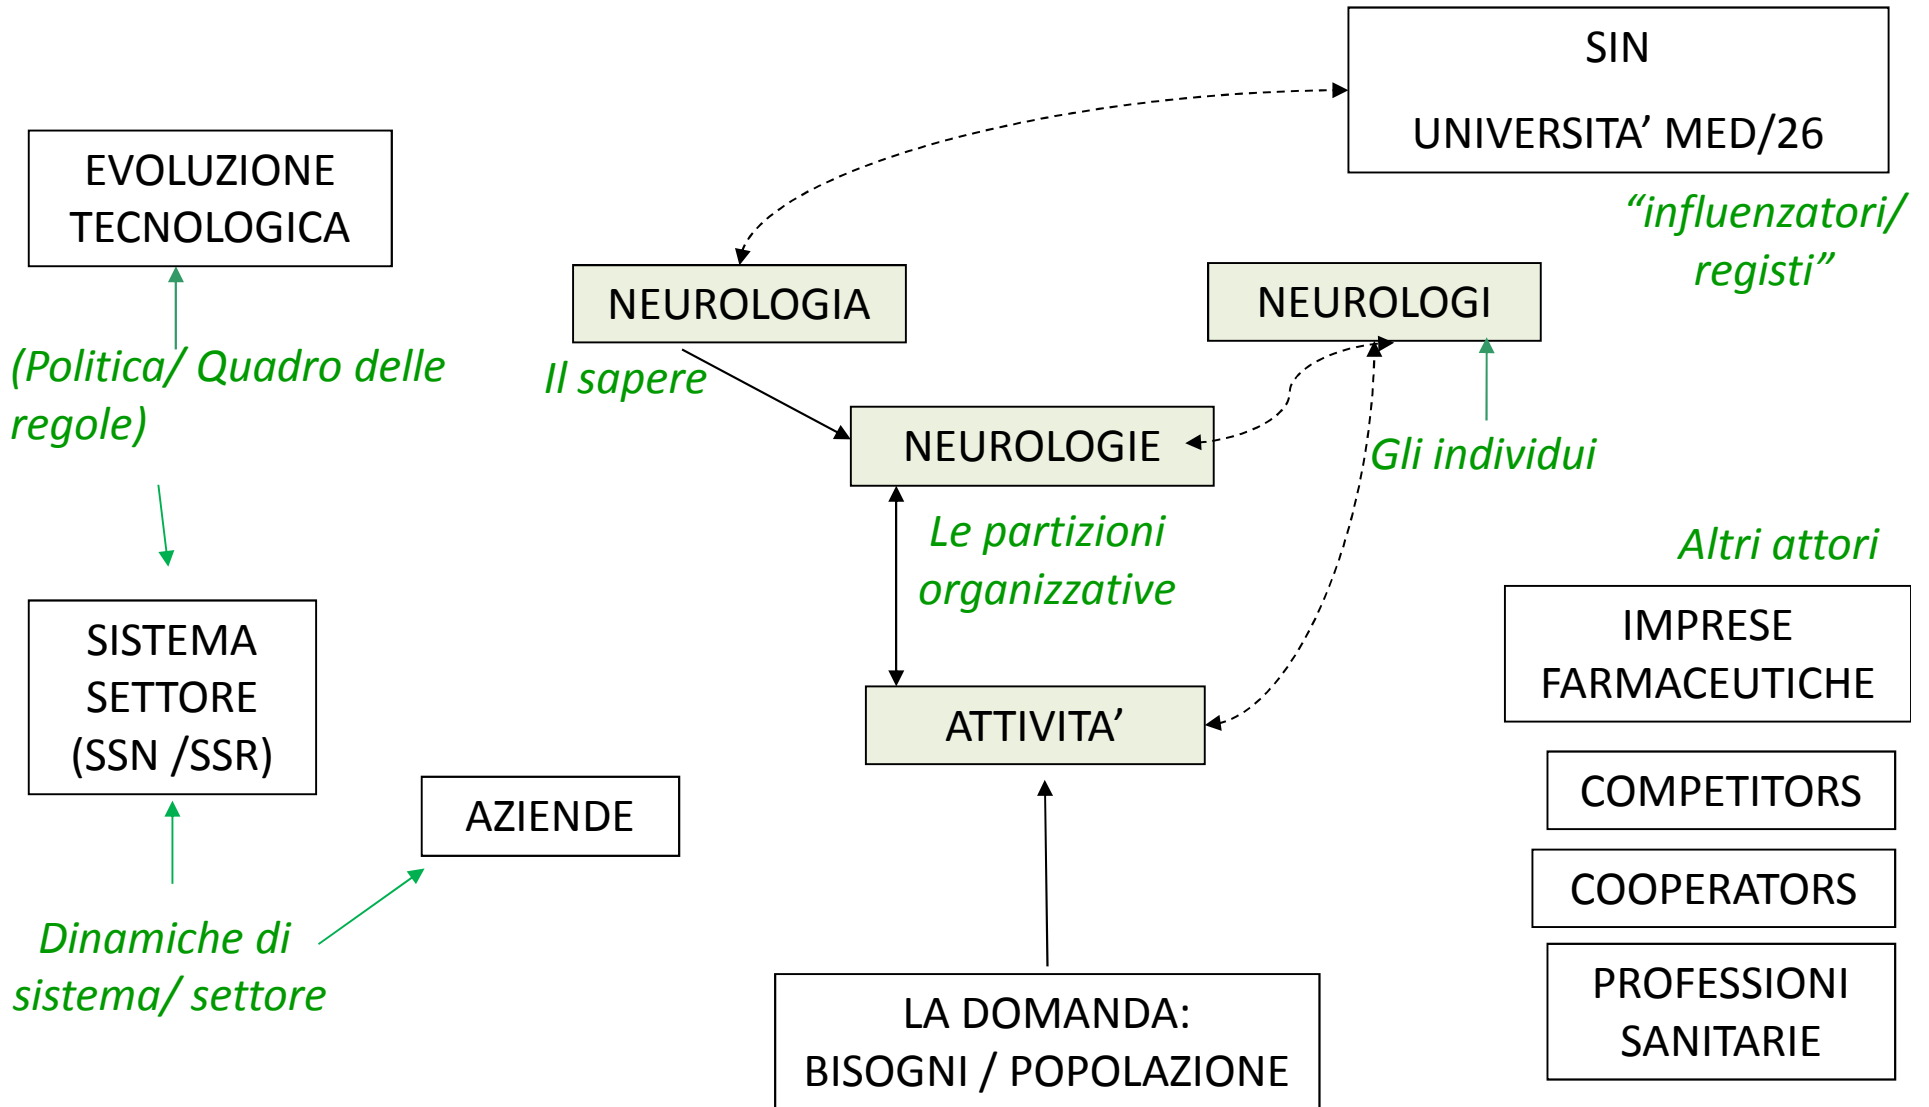 SIN
UNIVERSITA’ MED/26
“influenzatori/
registi”
EVOLUZIONE
TECNOLOGICA
(Politica/ Quadro delle
regole)
NEUROLOGIA
Il sapere
NEUROLOGI
Gli individui
NEUROLOGIE
Le partizioni
organizzative
Altri attori
SISTEMA
SETTORE
(SSN /SSR)
ATTIVITA’
IMPRESE
FARMACEUTICHE
AZIENDE
COMPETITORS
COOPERATORS
Dinamiche di
sistema/ settore
LA DOMANDA:
BISOGNI / POPOLAZIONE
PROFESSIONI
SANITARIE